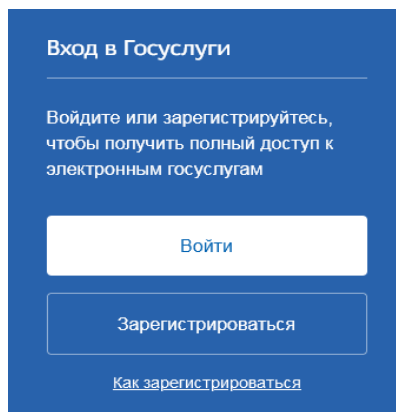 Вход в Госуслуги
Войдите или зарегистрируйтесь,
чтобы получить полный доступ к
электронным госуслугам
Войти
Зарегистрироваться
Как зарегистрироваться